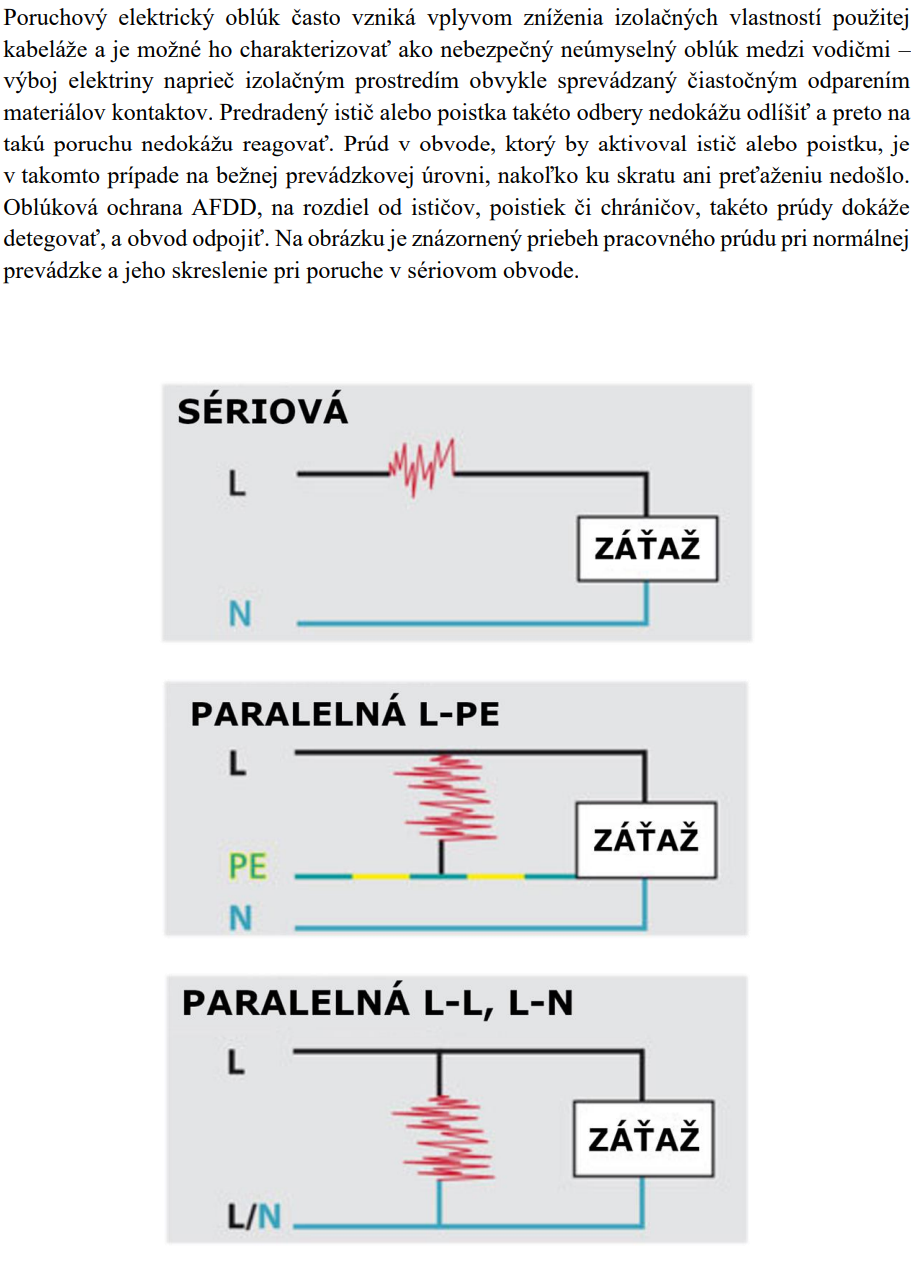 Poruchový elektrický oblúk často vzniká vplyvom zníženia izolačných vlastností použitej
kabeláže a je možné ho charakterizovať ako nebezpečný neúmyselný oblúk medzi vodičmi –
výboj elektriny naprieč izolačným prostredím obvykle sprevádzaný čiastočným odparením
materiálov kontaktov. Predradený istič alebo poistka takéto odbery nedokážu odlíšiť a preto na
takú poruchu nedokážu reagovať. Prúd v obvode, ktorý by aktivoval istič alebo poistku, je
v takomto prípade na bežnej prevádzkovej úrovni, nakoľko ku skratu ani preťaženiu nedošlo.
Oblúková ochrana AFDD, na rozdiel od ističov, poistiek či chráničov, takéto prúdy dokáže
detegovať, a obvod odpojiť. Na obrázku je znázornený priebeh pracovného prúdu pri normálnej
prevádzke a jeho skreslenie pri poruche v sériovom obvode.
SÉRIOVÁ
L
ZÁŤAŽ
N
PARALELNÁ L-PE
L
ZÁŤAŽ
PE
N
PARALELNÁ L-L, L-N
L
ZÁŤAŽ
L/N